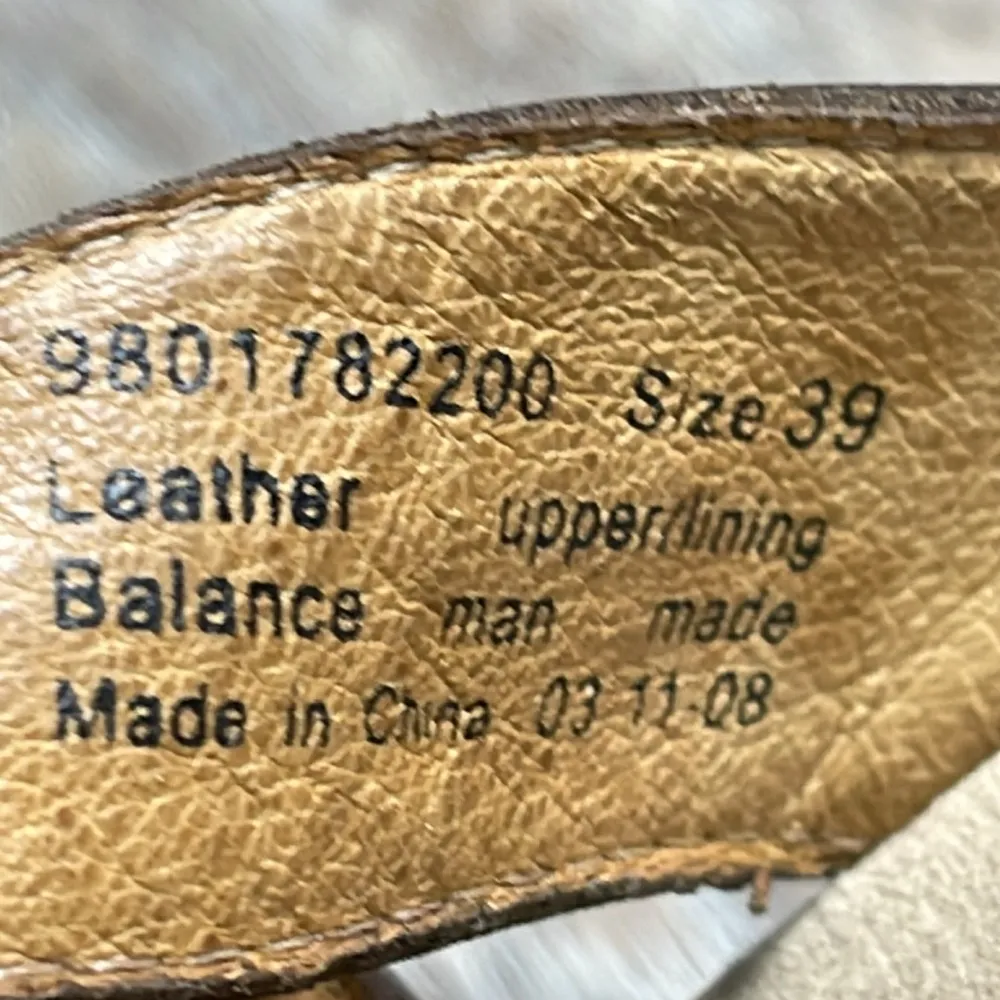 9801782200 Size 39
Leather upper/lining
Balance man made
Made in China 03 11-08